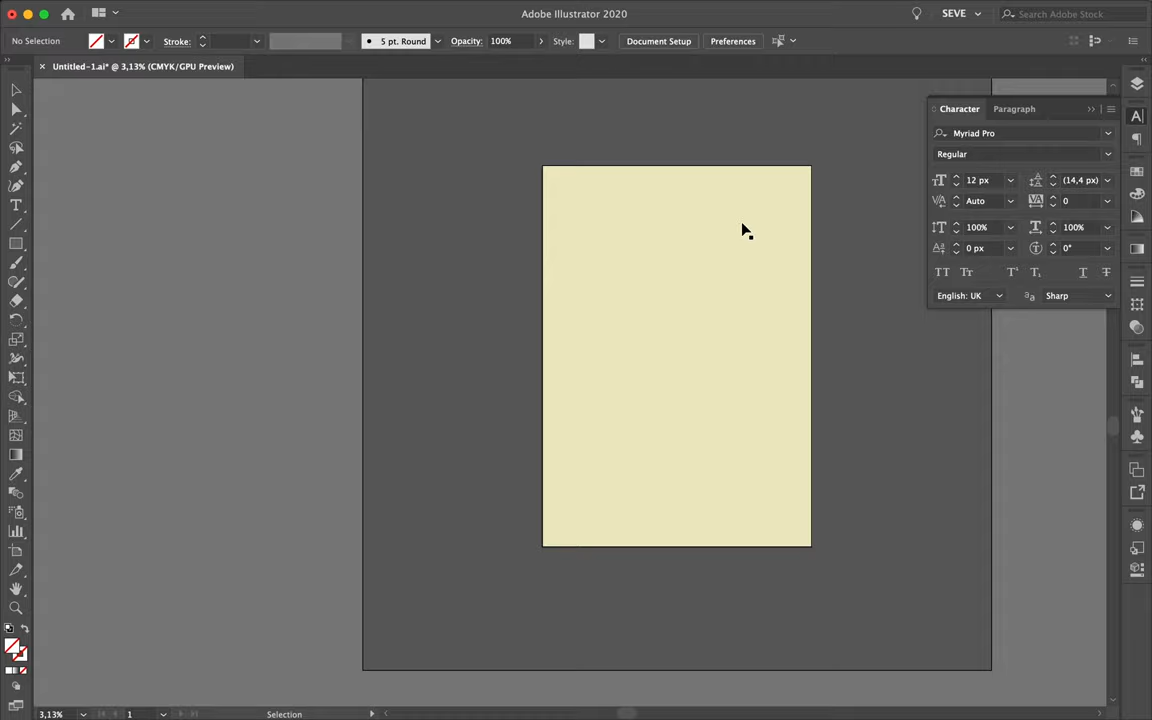 Adobe Illustrator 2020
SEVE
Search Adobe Stock
No Selection
Stroke:
5 pt. Round
Opacity: 100%
Style:
Document Setup
Preferences
Untitled-1.ai* @ 3,13% (CMYK/GPU Preview)
Character
Paragraph
Myriad Pro
Regular
12 px
(14,4 px)
Auto
0
100%
100%
0 px
0°
English: UK
Sharp
3,13%
1
Selection